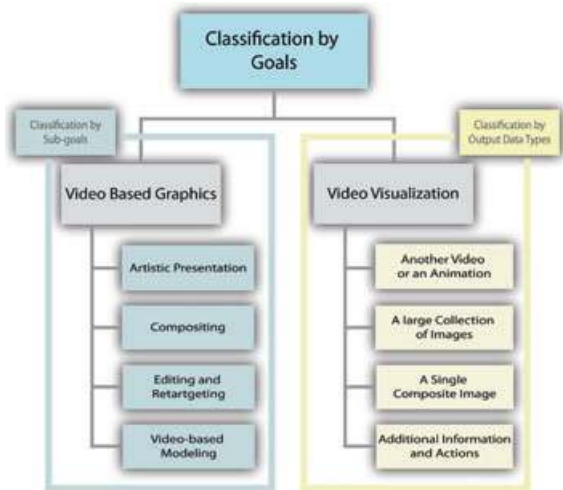 Classification by
Goals
Classification by
Sub-goals
Classification by
Output Data Types
Video Based Graphics
Video Visualization
Artistic Presentation
Another Video
or an Animation
Compositing
A large Collection
of Images
Editing and
Retartgeting
A Single
Composite Image
Video-based
Modeling
Additional Information
and Actions